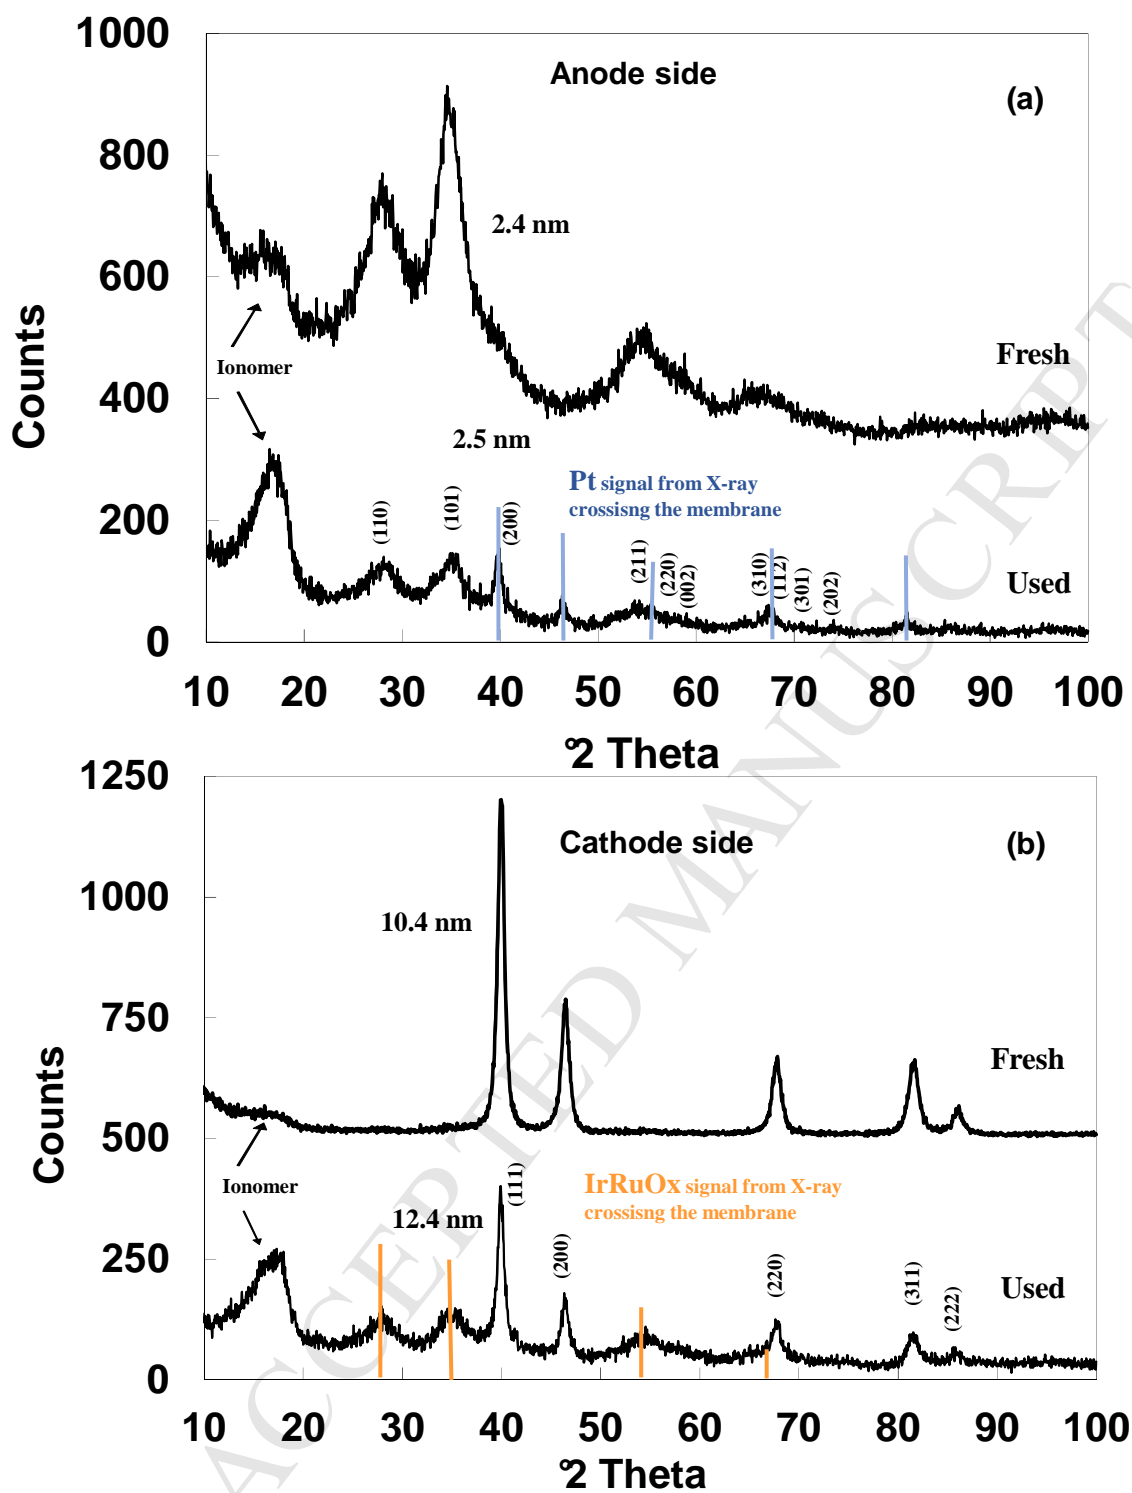 1000
Anode side
(a)
800
2.4 nm
600
Counts
Fresh
Ionomer
400
2.5 nm
Pt signal from X-ray
crossisng the membrane
(110)
(101)
(200)
(211)
(220)
(002)
(310)
(112)
(301)
(202)
200
Used
0
10 20 30 40 50 60 70 80 90 100
°2 Theta
1250
Cathode side
(b)
1000
10.4 nm
750
Counts
Fresh
500
Ionomer
(111)
IrRuOx signal from X-ray
crossisng the membrane
12.4 nm
(200)
(220)
(311)
(222)
250
Used
0
10 20 30 40 50 60 70 80 90 100
°2 Theta
ACCEPTED MANUSCRIPT